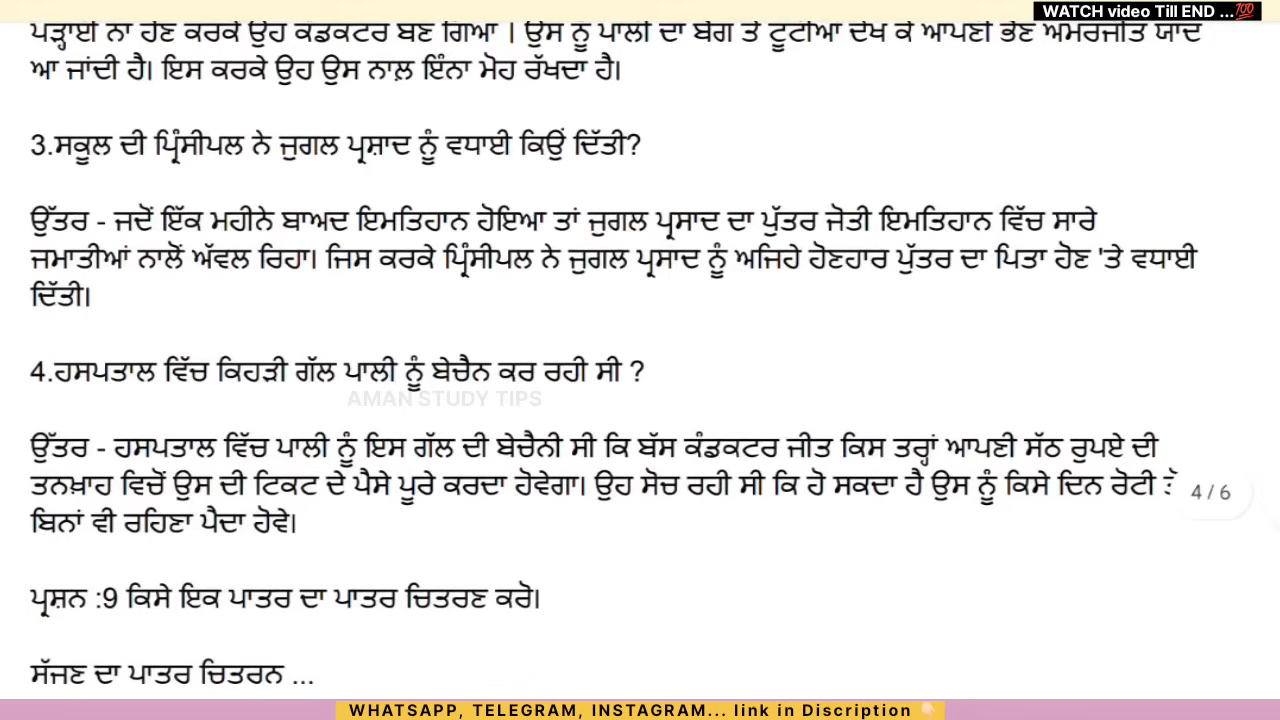 WATCH video Till END ...💯
ਪੜ੍ਹਾਈ ਨਾ ਹੋਣ ਕਰਕੇ ਉਹ ਕੰਡਕਟਰ ਬਣ ਗਿਆ । ਉਸ ਨੂੰ ਪਾਲੀ ਦਾ ਬੈਗ ਤੇ ਟੂਟੀਆਂ ਦੇਖ ਕੇ ਆਪਣੀ ਭੈਣ ਅਮਰਜੀਤ ਯਾਦ
ਆ ਜਾਂਦੀ ਹੈ। ਇਸ ਕਰਕੇ ਉਹ ਉਸ ਨਾਲ਼ ਇੰਨਾ ਮੋਹ ਰੱਖਦਾ ਹੈ।
3.ਸਕੂਲ ਦੀ ਪ੍ਰਿੰਸੀਪਲ ਨੇ ਜੁਗਲ ਪ੍ਰਸ਼ਾਦ ਨੂੰ ਵਧਾਈ ਕਿਉਂ ਦਿੱਤੀ?
ਉੱਤਰ - ਜਦੋਂ ਇੱਕ ਮਹੀਨੇ ਬਾਅਦ ਇਮਤਿਹਾਨ ਹੋਇਆ ਤਾਂ ਜੁਗਲ ਪ੍ਰਸਾਦ ਦਾ ਪੁੱਤਰ ਜੋਤੀ ਇਮਤਿਹਾਨ ਵਿੱਚ ਸਾਰੇ
ਜਮਾਤੀਆਂ ਨਾਲੋਂ ਅੱਵਲ ਰਿਹਾ। ਜਿਸ ਕਰਕੇ ਪ੍ਰਿੰਸੀਪਲ ਨੇ ਜੁਗਲ ਪ੍ਰਸਾਦ ਨੂੰ ਅਜਿਹੇ ਹੋਣਹਾਰ ਪੁੱਤਰ ਦਾ ਪਿਤਾ ਹੋਣ 'ਤੇ ਵਧਾਈ
ਦਿੱਤੀ।
4.ਹਸਪਤਾਲ ਵਿੱਚ ਕਿਹੜੀ ਗੱਲ ਪਾਲੀ ਨੂੰ ਬੇਚੈਨ ਕਰ ਰਹੀ ਸੀ ?
AMAN STUDY TIPS
ਉੱਤਰ - ਹਸਪਤਾਲ ਵਿੱਚ ਪਾਲੀ ਨੂੰ ਇਸ ਗੱਲ ਦੀ ਬੇਚੈਨੀ ਸੀ ਕਿ ਬੱਸ ਕੰਡਕਟਰ ਜੀਤ ਕਿਸ ਤਰ੍ਹਾਂ ਆਪਣੀ ਸੱਠ ਰੁਪਏ ਦੀ
ਤਨਖ਼ਾਹ ਵਿਚੋਂ ਉਸ ਦੀ ਟਿਕਟ ਦੇ ਪੈਸੇ ਪੂਰੇ ਕਰਦਾ ਹੋਵੇਗਾ। ਉਹ ਸੋਚ ਰਹੀ ਸੀ ਕਿ ਹੋ ਸਕਦਾ ਹੈ ਉਸ ਨੂੰ ਕਿਸੇ ਦਿਨ ਰੋਟੀ
4 / 6
ਬਿਨਾਂ ਵੀ ਰਹਿਣਾ ਪੈਦਾ ਹੋਵੇ।
ਪ੍ਰਸ਼ਨ :9 ਕਿਸੇ ਇਕ ਪਾਤਰ ਦਾ ਪਾਤਰ ਚਿਤਰਣ ਕਰੋ।
ਸੱਜਣ ਦਾ ਪਾਤਰ ਚਿਤਰਨ ...
WHATSAPP, TELEGRAM, INSTAGRAM... link in Discription 👇🏻